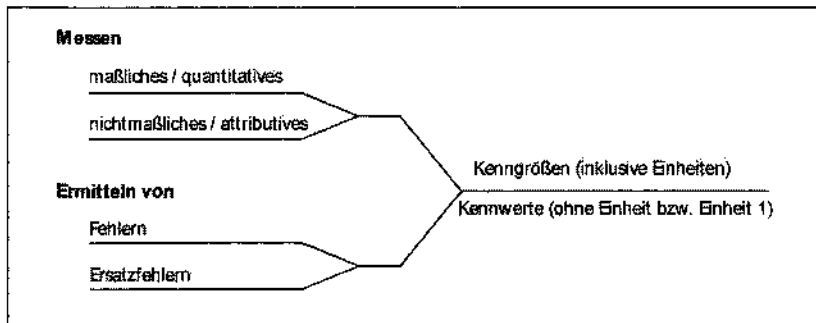 Messen
maßliches / quantitatives
nichtmaßliches / attributives
Kenngrößen (inklusive Einheiten)
Ermitteln von
Kennwerte (ohne Einheit bzw. Einheit 1)
Fehlern
Ersatzfehlern